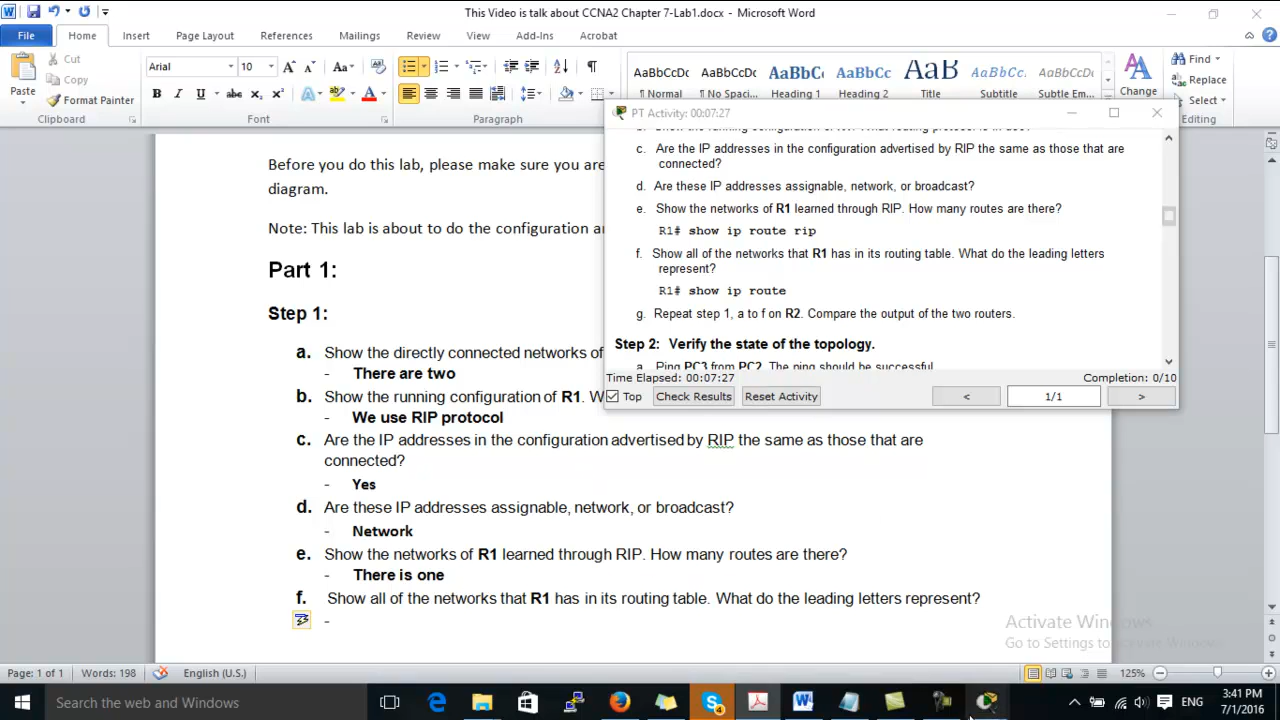 This Video is talk about CCNA2 Chapter 7-Lab1.docx - Microsoft Word
File Home Insert Page Layout References Mailings Review View Add-Ins Acrobat
Paste
Cut
Copy
Format Painter
Clipboard
Arial 10
Font
Paragraph
AaBbCcDc AaBbCcDc AaBbCc AaBbCc AaB AaBbCc. AaBbCcDc
¶ Normal ¶ No Spaci... Heading 1 Heading 2 Title Subtitle Subtle Em...
Change
Find
Replace
Select
Editing
Before you do this lab, please make sure you are
diagram.
Note: This lab is about to do the configuration
Part 1:
Step 1:
a. Show the directly connected networks of
- There are two
b. Show the running configuration of R1. W
- We use RIP protocol
c. Are the IP addresses in the configuration advertised by RIP the same as those that are
connected?
- Yes
d. Are these IP addresses assignable, network, or broadcast?
- Network
e. Show the networks of R1 learned through RIP. How many routes are there?
- There is one
f. Show all of the networks that R1 has in its routing table. What do the leading letters represent?
-
PT Activity: 00:07:27
c. Are the IP addresses in the configuration advertised by RIP the same as those that are
connected?
d. Are these IP addresses assignable, network, or broadcast?
e. Show the networks of R1 learned through RIP. How many routes are there?
R1# show ip route rip
f. Show all of the networks that R1 has in its routing table. What do the leading letters
represent?
R1# show ip route
g. Repeat step 1, a to f on R2. Compare the output of the two routers.
Step 2: Verify the state of the topology.
a. Ping PC3 from PC2. The ping should be successful.
Time Elapsed: 00:07:27 Completion: 0/10
Top Check Results Reset Activity < 1/1 >
Activate Windows
Go to Settings to activate Windows.
Page: 1 of 1 Words: 198 English (U.S.) 125%
Search the web and Windows
ENG
3:41 PM
7/1/2016